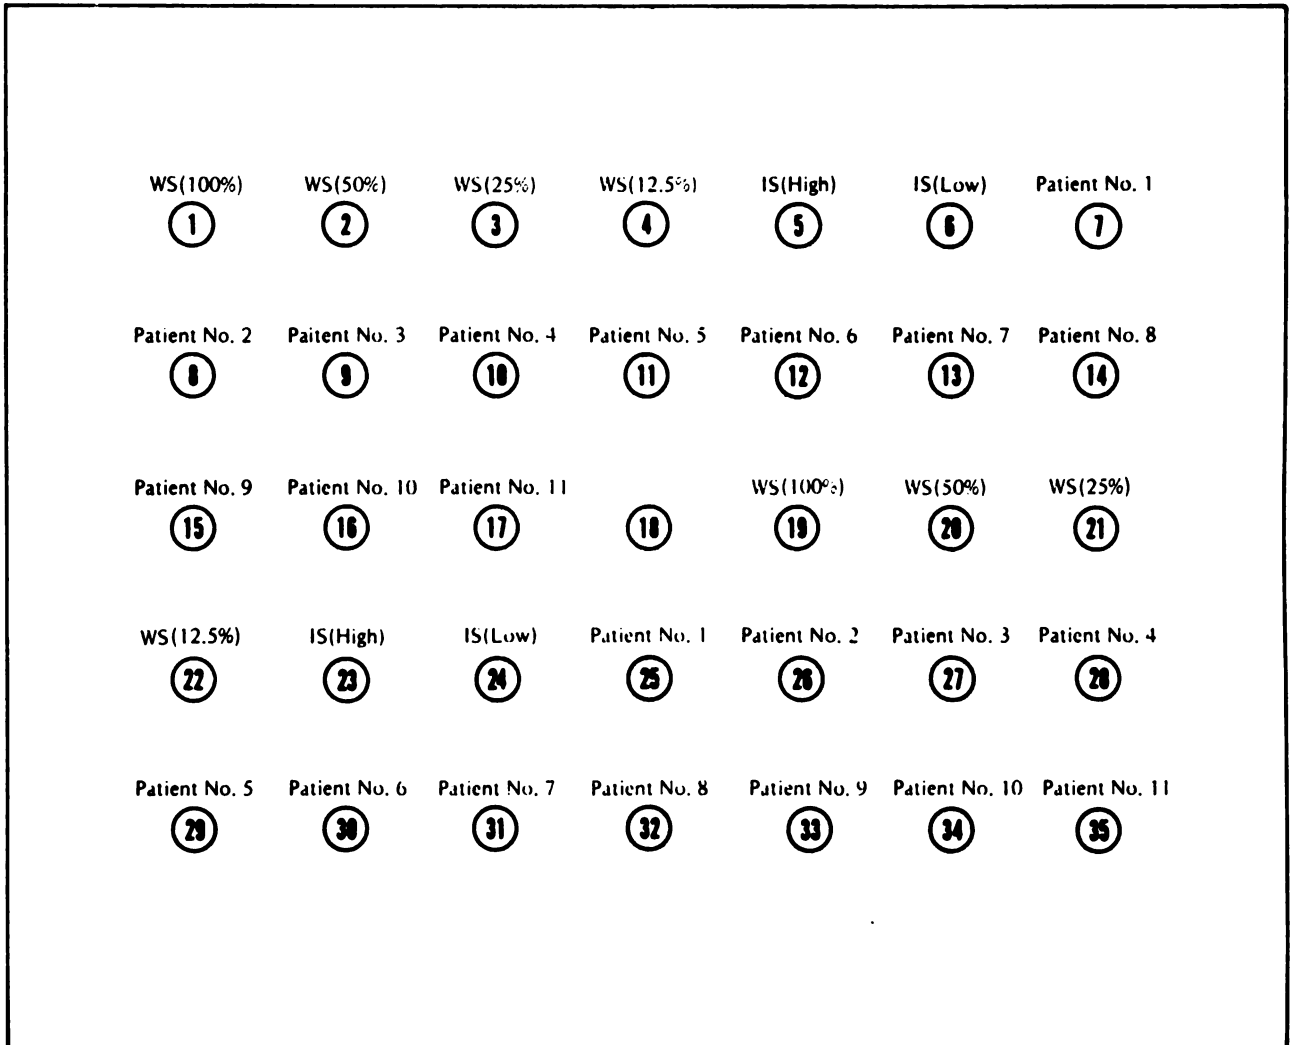 WS(100%) WS(50%) WS(25%) WS(12.5%) IS(High) IS(Low) Patient No. 1
1 2 3 4 5 6 7
Patient No. 2 Paitent No. 3 Patient No. 4 Patient No. 5 Patient No. 6 Patient No. 7 Patient No. 8
8 9 10 11 12 13 14
Patient No. 9 Patient No. 10 Patient No. 11 WS(100%) WS(50%) WS(25%)
15 16 17 18 19 20 21
WS(12.5%) IS(High) IS(Low) Patient No. 1 Patient No. 2 Patient No. 3 Patient No. 4
22 23 24 25 26 27 28
Patient No. 5 Patient No. 6 Patient No. 7 Patient No. 8 Patient No. 9 Patient No. 10 Patient No. 11
29 30 31 32 33 34 35